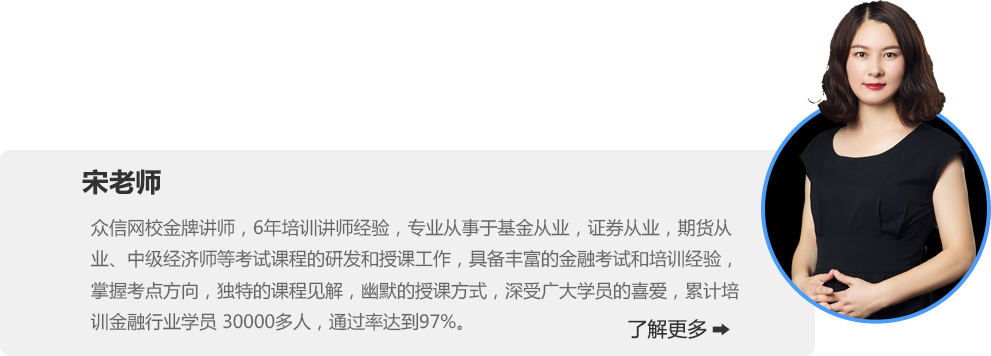 宋老师
众信网校金牌讲师，6年培训讲师经验，专业从事于基金从业，证券从业，期货从
业、中级经济师等考试课程的研发和授课工作，具备丰富的金融考试和培训经验，
掌握考点方向，独特的课程见解，幽默的授课方式，深受广大学员的喜爱，累计培
训金融行业学员 30000多人，通过率达到97%。
了解更多 ➡